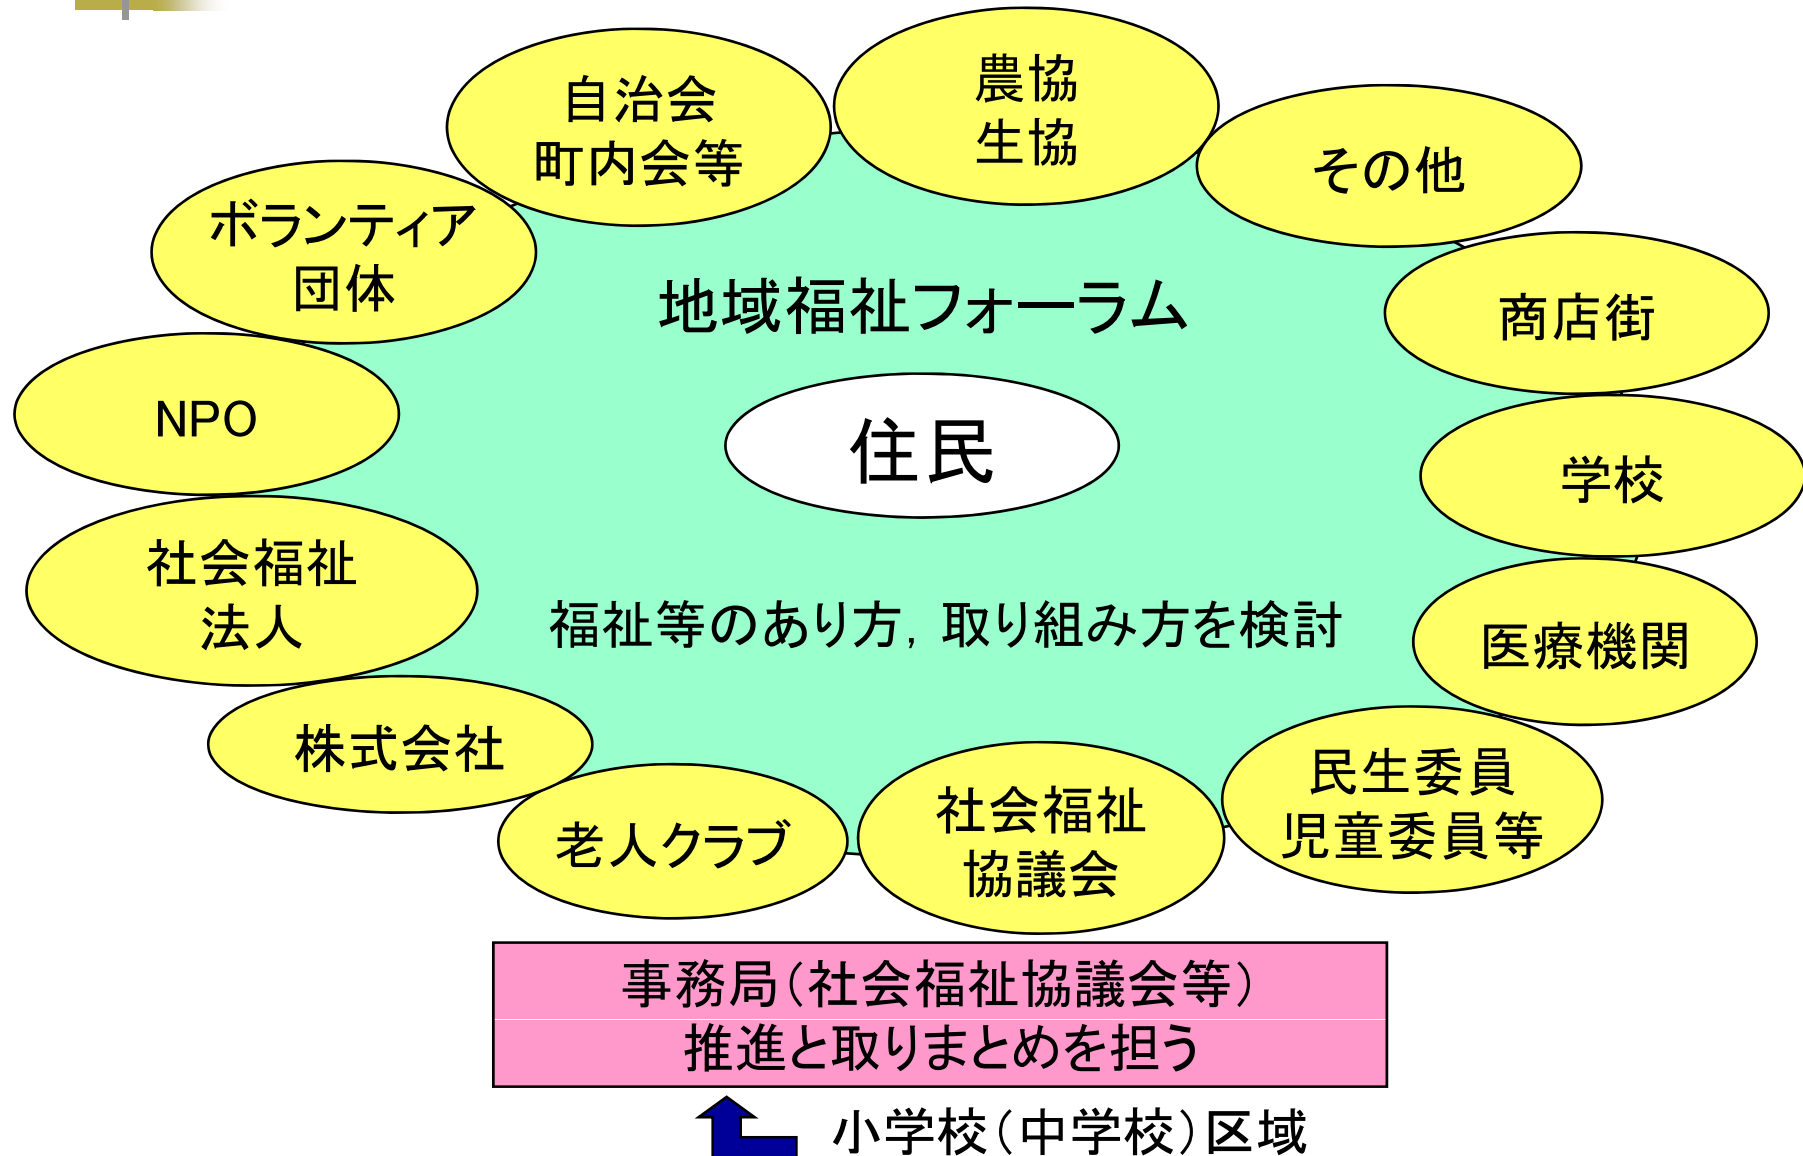 農協
生協
自治会
町内会等
その他
ボランティア
団体
地域福祉フォーラム
商店街
NPO
住民
学校
社会福祉
法人
福祉等のあり方，取り組み方を検討
医療機関
株式会社
民生委員
児童委員等
老人クラブ
社会福祉
協議会
事務局（社会福祉協議会等）
推進と取りまとめを担う
小学校（中学校）区域